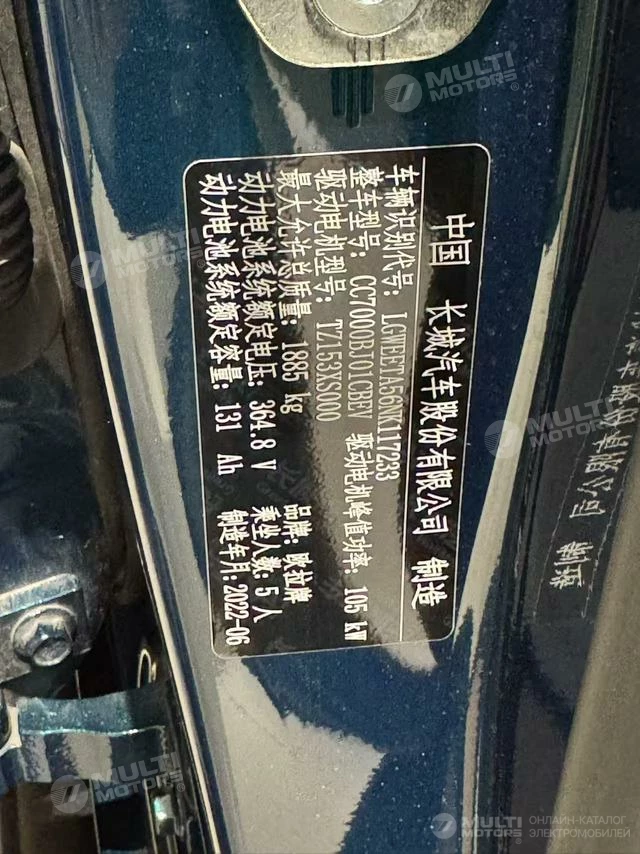 中国 长城汽车股份有限公司 制造
车辆识别代号: LGWEETA56NK117233
整车型号: CC7000BJ01CBEV 驱动电机峰值功率: 105 kW
驱动电机型号: TZ153XS000
最大允许总质量: 1885 kg 品牌: 欧拉牌
动力电池系统额定电压: 364.8 V 乘坐人数: 5 人
动力电池系统额定容量: 131 Ah 制造年月: 2022-06
MULTI MOTORS
MULTI MOTORS
MULTI MOTORS
MULTI MOTORS
MULTI MOTORS
MULTI MOTORS ОНЛАЙН-КАТАЛОГ ЭЛЕКТРОМОБИЛЕЙ